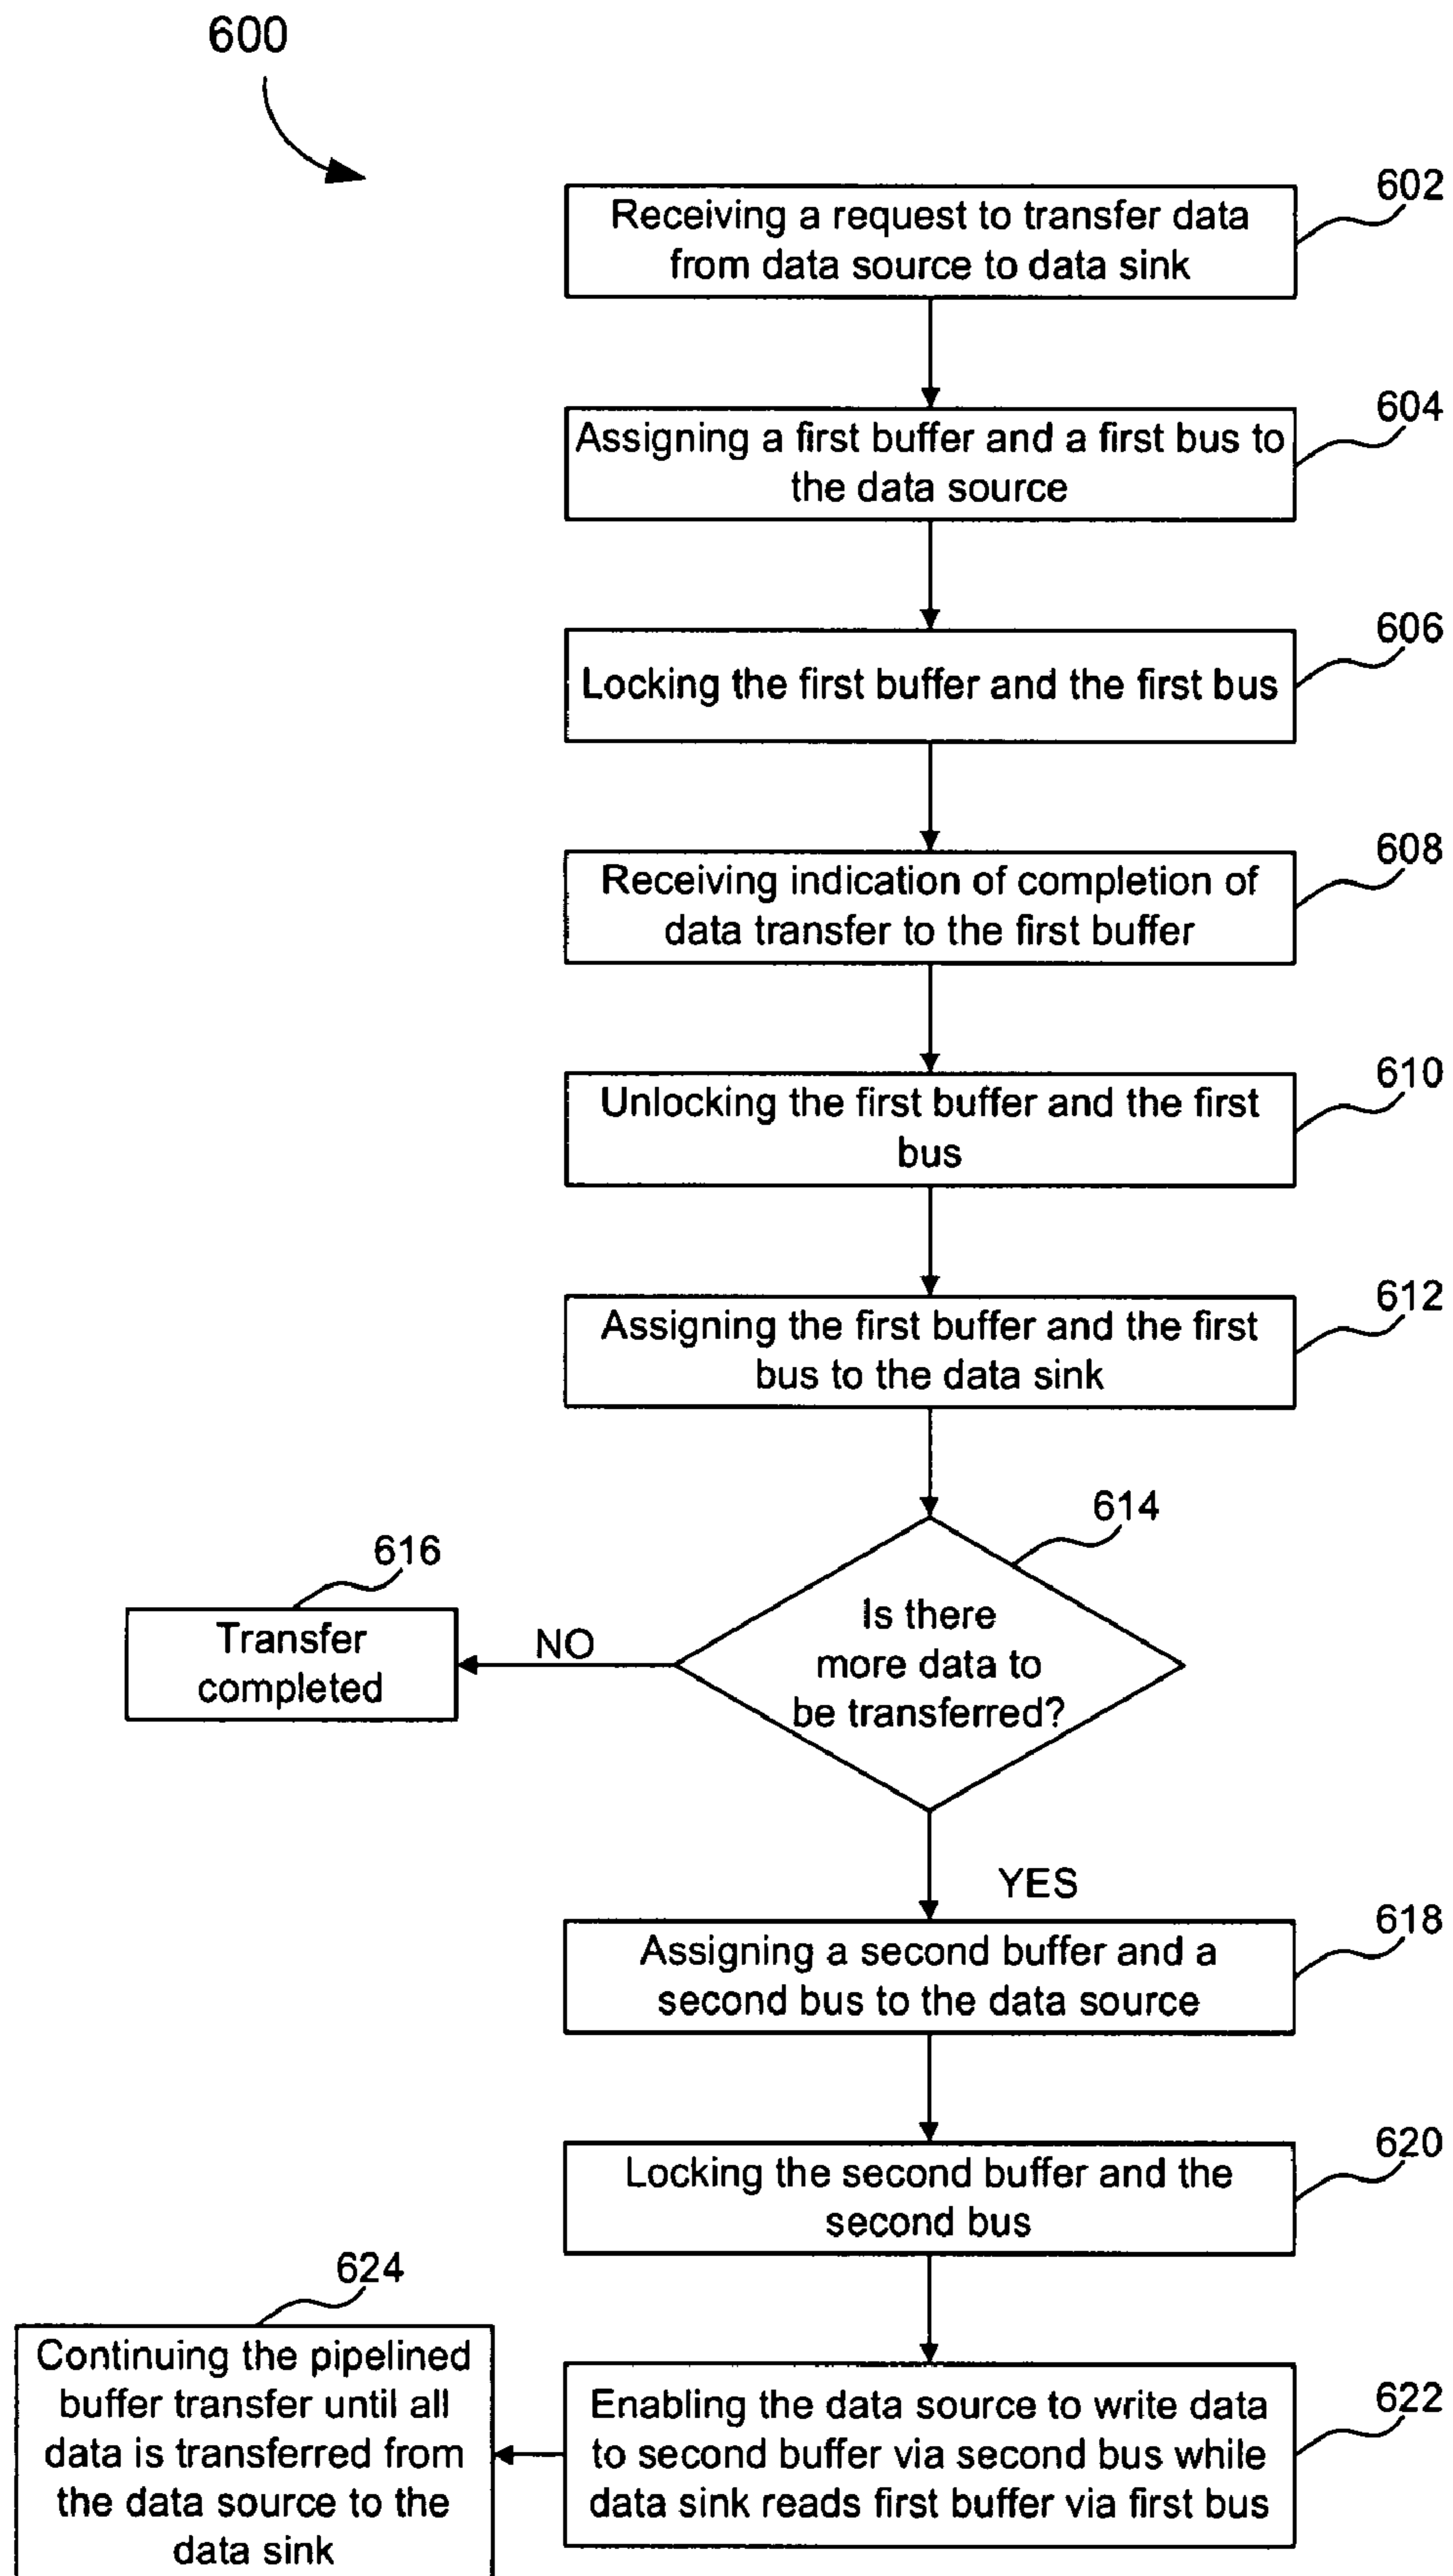 600
602
Receiving a request to transfer data
from data source to data sink
604
Assigning a first buffer and a first bus to
the data source
606
Locking the first buffer and the first bus
608
Receiving indication of completion of
data transfer to the first buffer
610
Unlocking the first buffer and the first
bus
612
Assigning the first buffer and the first
bus to the data sink
614
Is there
more data to
be transferred?
NO
616
Transfer
completed
YES
618
Assigning a second buffer and a
second bus to the data source
620
Locking the second buffer and the
second bus
622
Enabling the data source to write data
to second buffer via second bus while
data sink reads first buffer via first bus
624
Continuing the pipelined
buffer transfer until all
data is transferred from
the data source to the
data sink